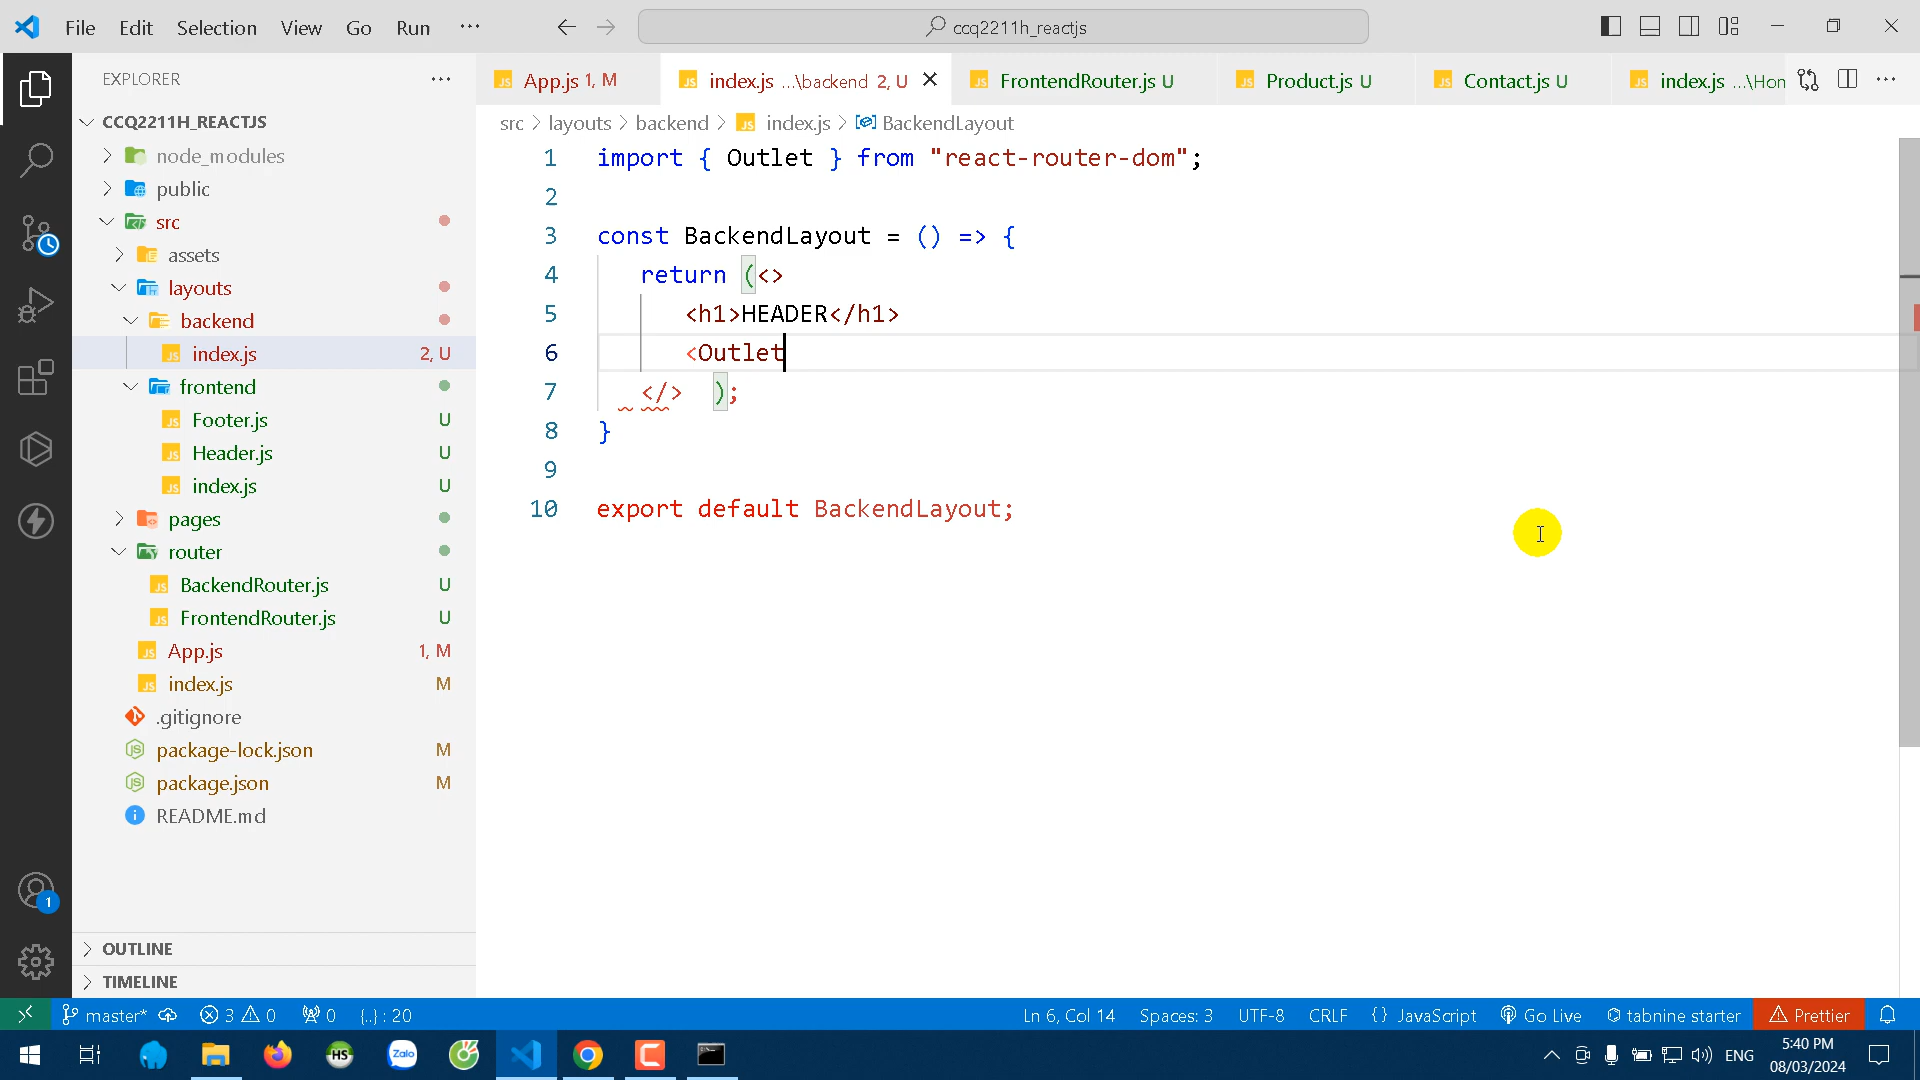 File Edit Selection View Go Run ··· ccq2211h_reactjs
EXPLORER ···
CCQ2211H_REACTJS
node_modules
public
src
assets
layouts
backend
index.js 2, U
frontend
Footer.js U
Header.js U
index.js U
pages
router
BackendRouter.js U
FrontendRouter.js U
App.js 1, M
index.js M
.gitignore
package-lock.json M
package.json M
README.md
OUTLINE
TIMELINE
App.js 1, M index.js ...\backend 2, U FrontendRouter.js U Product.js U Contact.js U index.js ...\Hon ···
src > layouts > backend > index.js > BackendLayout
1 import { Outlet } from "react-router-dom";
2
3 const BackendLayout = () => {
4 return (<>
5 <h1>HEADER</h1>
6 <Outlet
7 </> );
8 }
9
10 export default BackendLayout;
1
master* 3 0 0 {..} : 20 Ln 6, Col 14 Spaces: 3 UTF-8 CRLF {} JavaScript Go Live tabnine starter Prettier
HS Zalo ENG 5:40 PM
08/03/2024